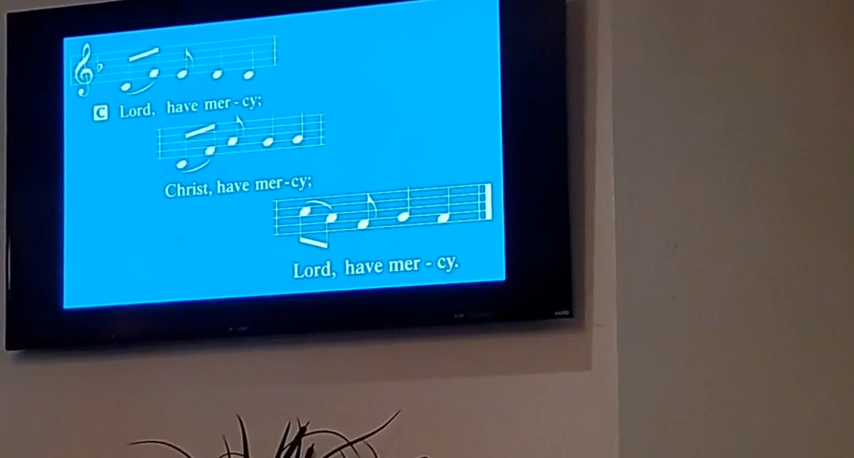 C Lord, have mer - cy;
Christ, have mer-cy;
Lord, have mer - cy.